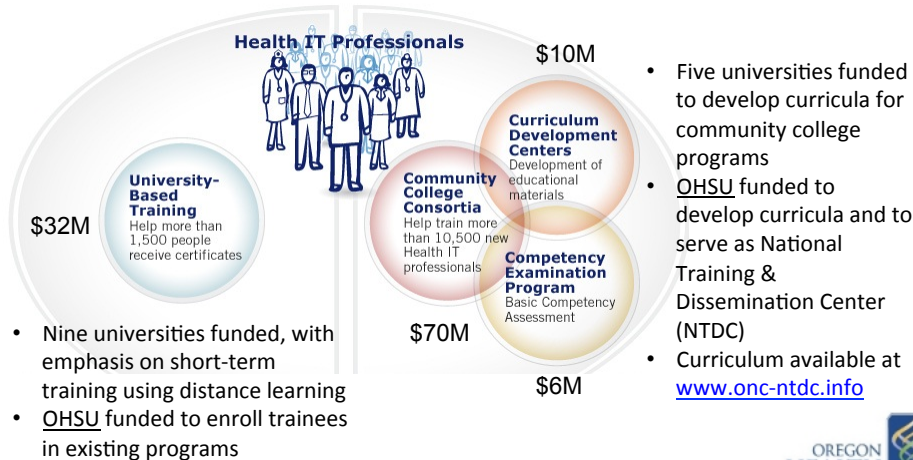 Health IT Professionals
$32M
University-
Based
Training
Help more than
1,500 people
receive certificates
• Nine universities funded, with
emphasis on short-term
training using distance learning
• OHSU funded to enroll trainees
in existing programs
Community
College
Consortia
Help train more
than 10,500 new
Health IT
professionals
$70M
$10M
Curriculum
Development
Centers
Development of
educational
materials
Competency
Examination
Program
Basic Competency
Assessment
$6M
• Five universities funded
to develop curricula for
community college
programs
• OHSU funded to
develop curricula and to
serve as National
Training &
Dissemination Center
(NTDC)
• Curriculum available at
www.onc-ntdc.info
OREGON